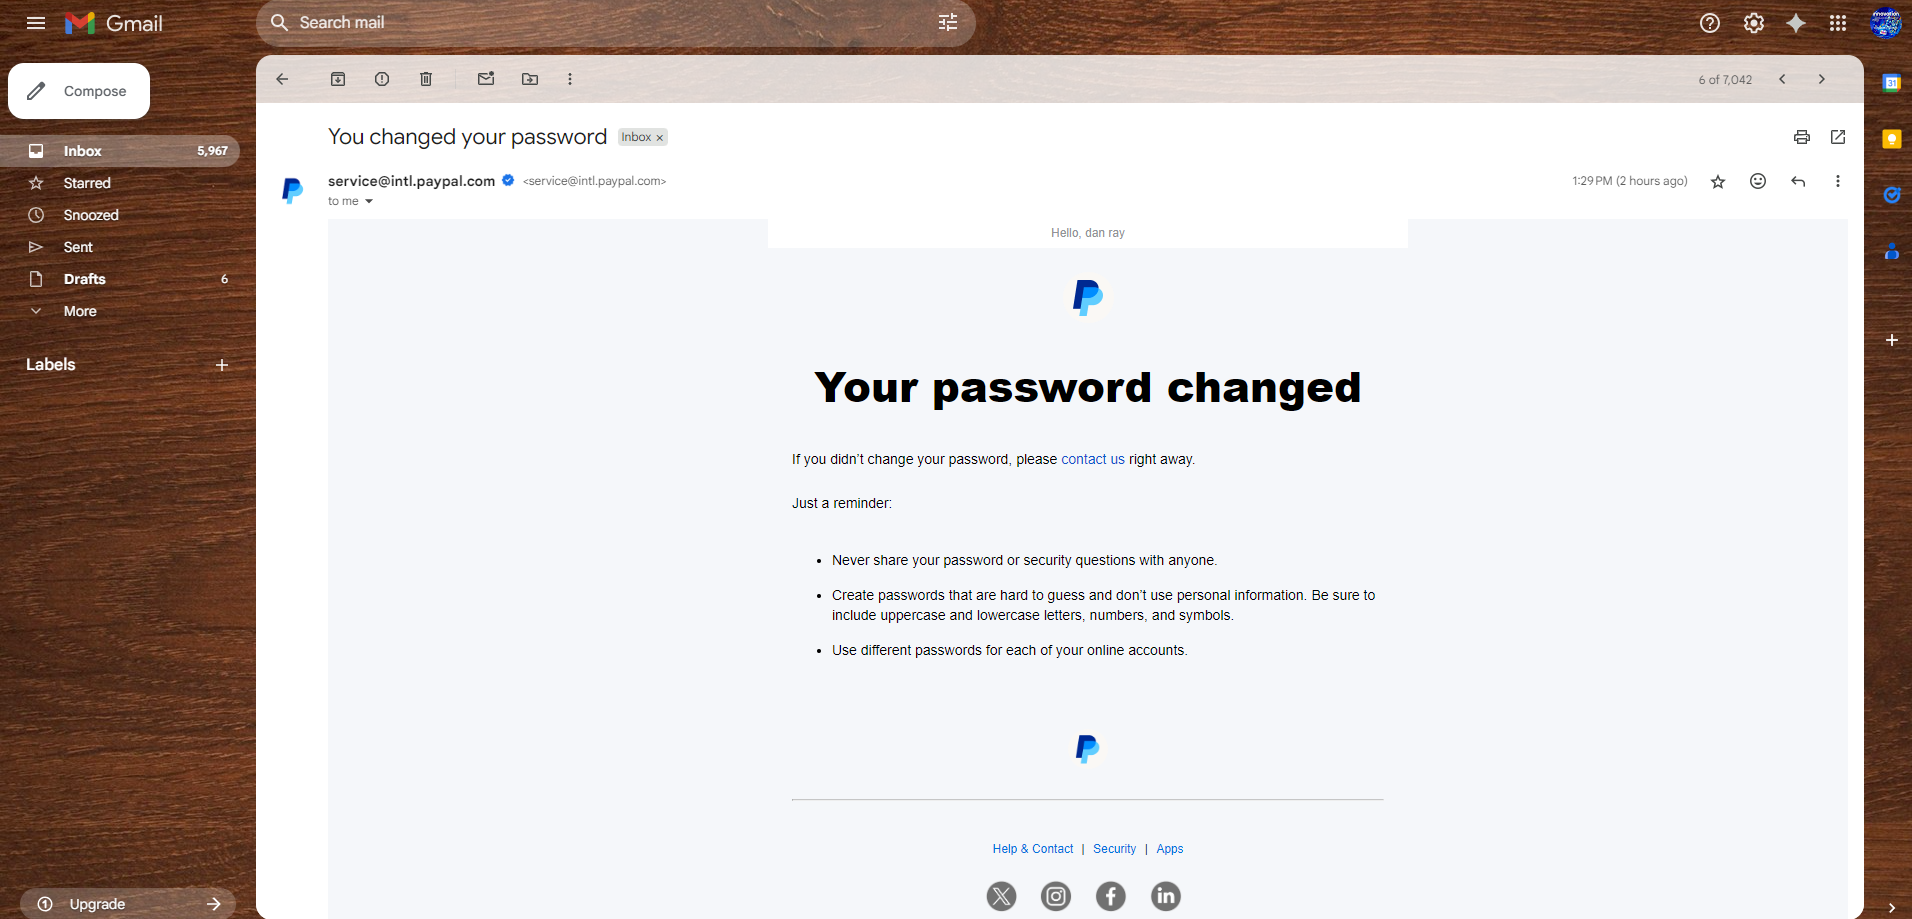 Gmail
Search mail
Compose
Inbox 5,967
Starred
Snoozed
Sent
Drafts 6
More
Labels
Upgrade
6 of 7,042
You changed your password Inbox ×
service@intl.paypal.com <service@intl.paypal.com> 1:29 PM (2 hours ago)
to me
Hello, dan ray
Your password changed
If you didn’t change your password, please contact us right away.
Just a reminder:
• Never share your password or security questions with anyone.
• Create passwords that are hard to guess and don’t use personal information. Be sure to
include uppercase and lowercase letters, numbers, and symbols.
• Use different passwords for each of your online accounts.
Help & Contact | Security | Apps
31